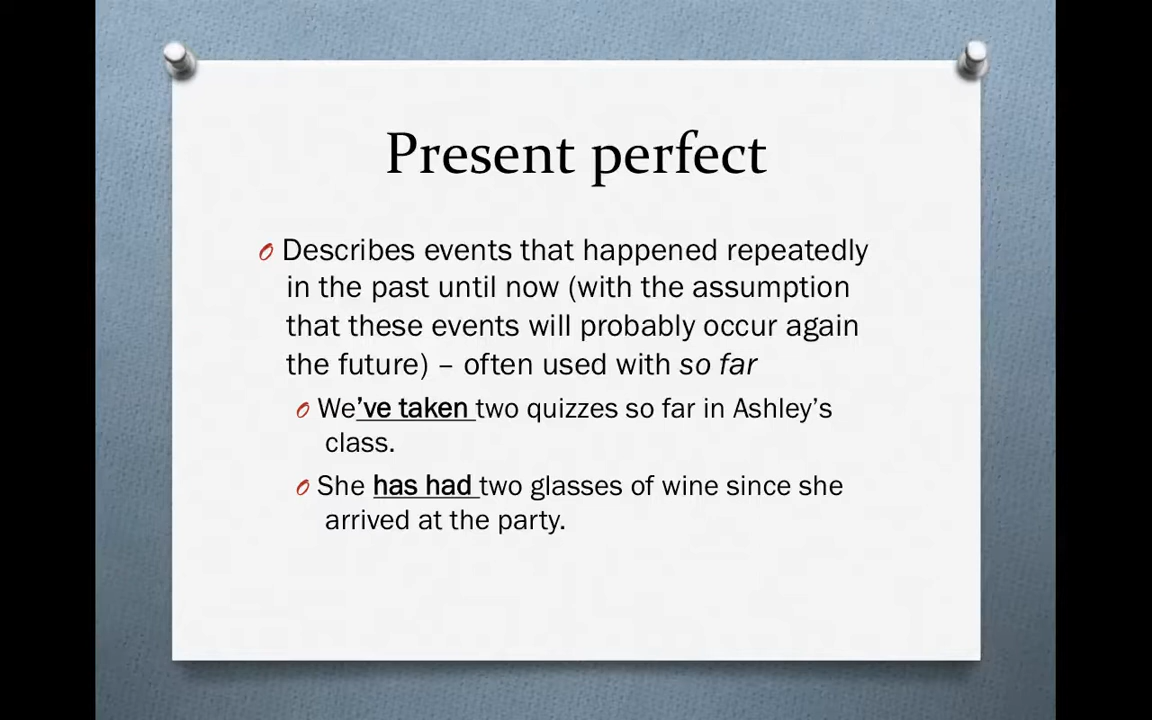 Present perfect
Describes events that happened repeatedly
in the past until now (with the assumption
that these events will probably occur again
the future) – often used with so far
We've taken two quizzes so far in Ashley's
class.
She has had two glasses of wine since she
arrived at the party.